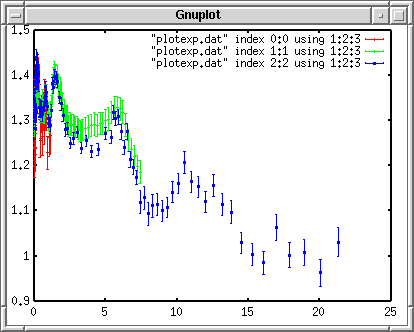 Gnuplot
1.5
"plotexp.dat" index 0:0 using 1:2:3
"plotexp.dat" index 1:1 using 1:2:3
"plotexp.dat" index 2:2 using 1:2:3
1.4
1.3
1.2
1.1
1
0.9
0 5 10 15 20 25